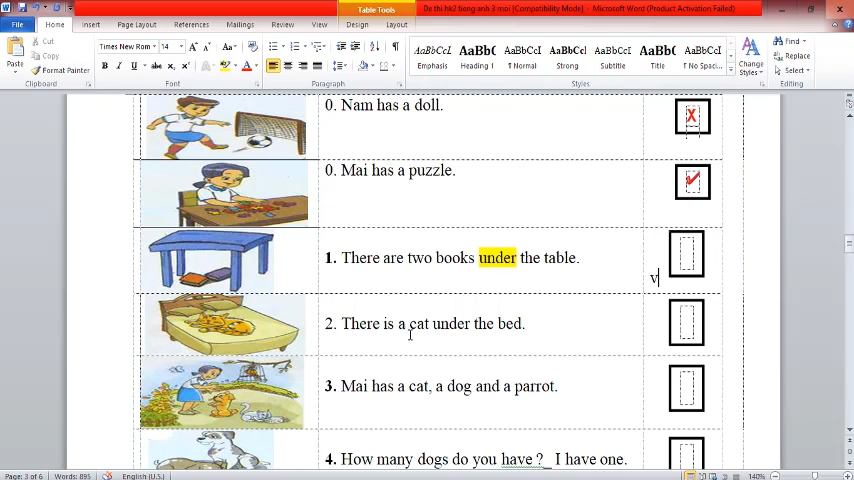 Table Tools
De thi hk2 tieng anh 3 moi [Compatibility Mode] - Microsoft Word (Product Activation Failed)
File Home Insert Page Layout References Mailings Review View Design Layout
Cut
Copy
Format Painter
Paste
Clipboard
Times New Rom 14
B I U
Font
Paragraph
AaBbCcL AaBbC AaBbCcI AaBbCcl AaBbCcl AaBb( AaBbCcI
Emphasis Heading 1 ¶ Normal Strong Subtitle Title ¶ No Spaci...
Change
Styles
Styles
Find
Replace
Select
Editing
0. Nam has a doll.
X
0. Mai has a puzzle.
1. There are two books under the table.
v
2. There is a cat under the bed.
3. Mai has a cat, a dog and a parrot.
4. How many dogs do you have ?_ I have one.
Page: 3 of 6 Words: 895 English (U.S.) 140%